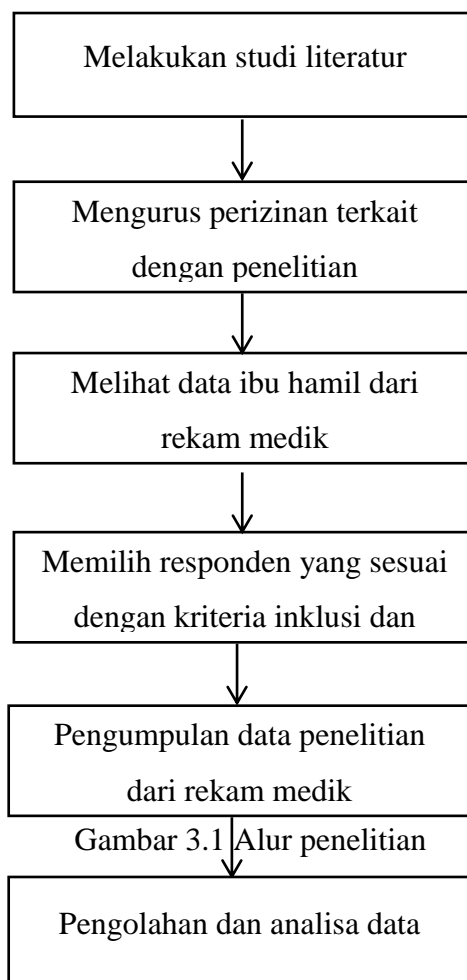 Melakukan studi literatur
Mengurus perizinan terkait
dengan penelitian
Melihat data ibu hamil dari
rekam medik
Memilih responden yang sesuai
dengan kriteria inklusi dan
Pengumpulan data penelitian
dari rekam medik
Gambar 3.1 Alur penelitian
Pengolahan dan analisa data